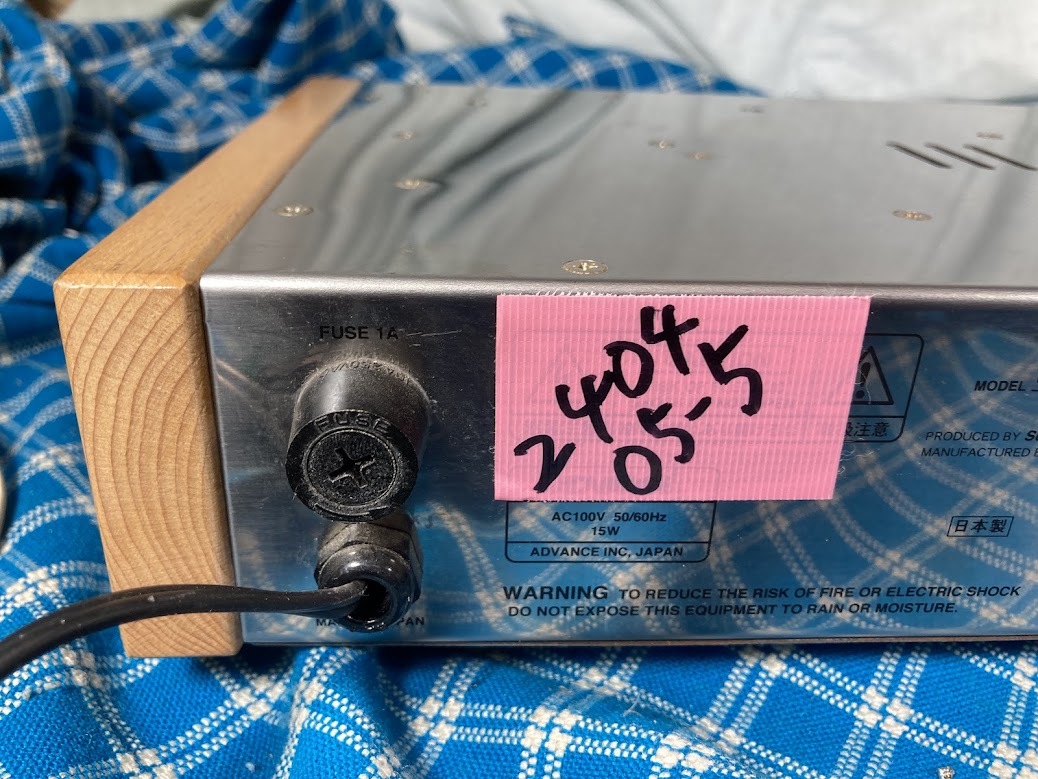 FUSE 1A
FUSE
2404
05-5
注意
MODEL
PRODUCED BY
MANUFACTURED
AC100V 50/60Hz
15W
ADVANCE INC, JAPAN
日本製
WARNING TO REDUCE THE RISK OF FIRE OR ELECTRIC SHOCK
DO NOT EXPOSE THIS EQUIPMENT TO RAIN OR MOISTURE.